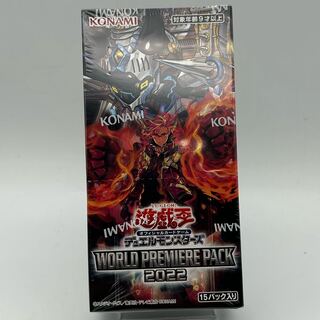 KONAMI
対象年齢9才以上
KONAMI
KONAMI
遊戯王
オフィシャルカードゲーム
デュエルモンスターズ
WORLD PREMIERE PACK
2022
15パック入り